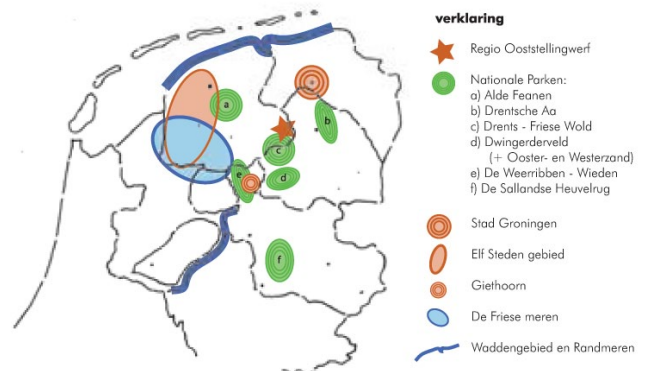 verklaring
Regio Ooststellingwerf
Nationale Parken:
a) Alde Feanen
b) Drentsche Aa
c) Drents - Friese Wold
d) Dwingerderveld
(+ Ooster- en Westerzand)
e) De Weerribben - Wieden
f) De Sallandse Heuvelrug
Stad Groningen
Elf Steden gebied
Giethoorn
De Friese meren
Waddengebied en Randmeren
a
b
c
d
e
f